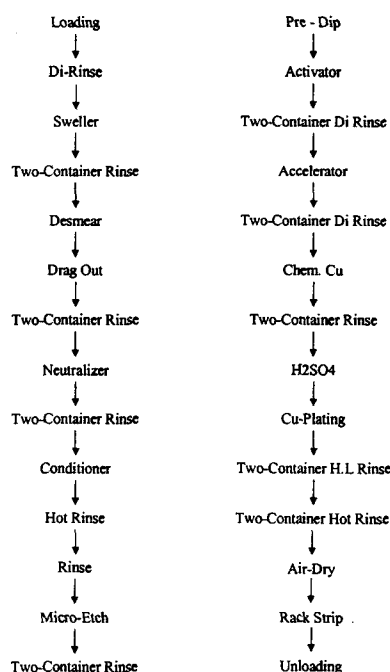 Loading
Di-Rinse
Sweller
Two-Container Rinse
Desmear
Drag Out
Two-Container Rinse
Neutralizer
Two-Container Rinse
Conditioner
Hot Rinse
Rinse
Micro-Etch
Two-Container Rinse
Pre - Dip
Activator
Two-Container Di Rinse
Accelerator
Two-Container Di Rinse
Chem. Cu
Two-Container Rinse
H2SO4
Cu-Plating
Two-Container H.L Rinse
Two-Container Hot Rinse
Air-Dry
Rack Strip
Unloading